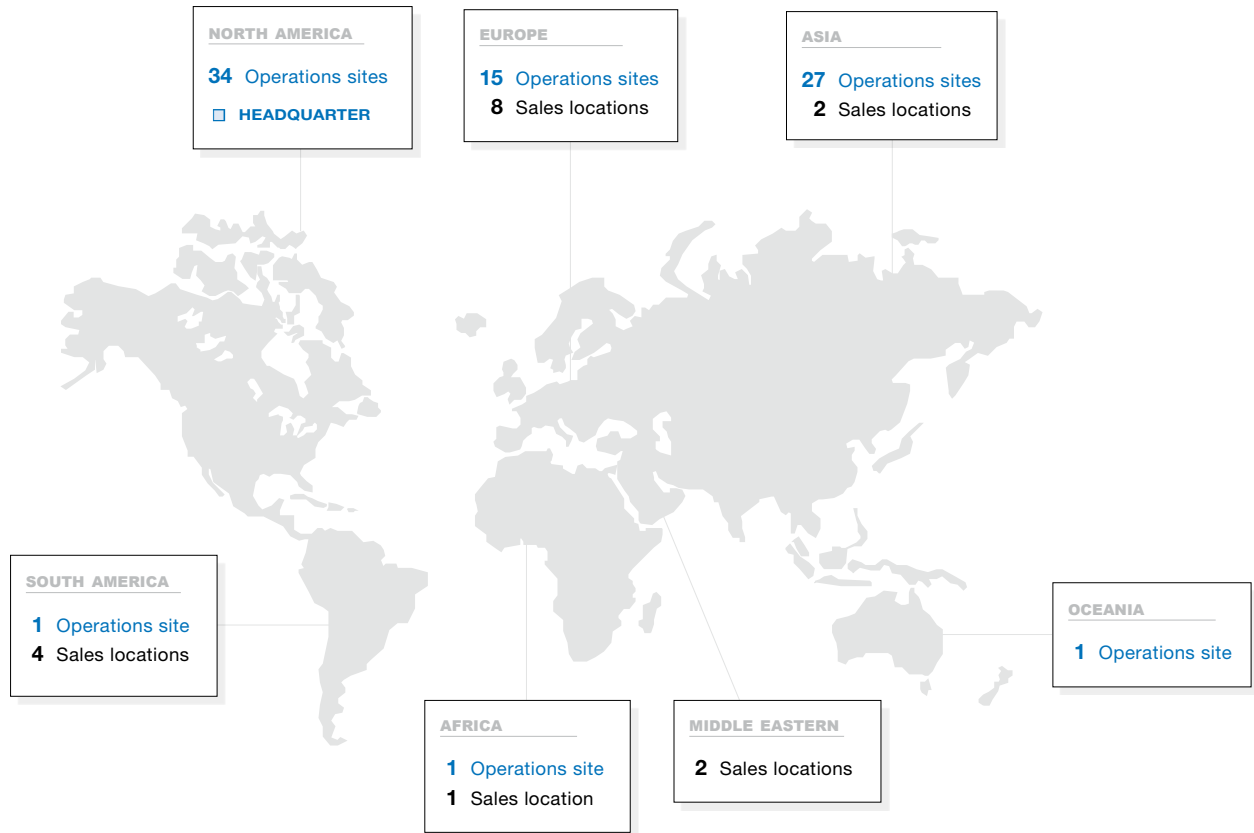 NORTH AMERICA
34 Operations sites
HEADQUARTER
EUROPE
15 Operations sites
8 Sales locations
ASIA
27 Operations sites
2 Sales locations
SOUTH AMERICA
1 Operations site
4 Sales locations
OCEANIA
1 Operations site
AFRICA
1 Operations site
1 Sales location
MIDDLE EASTERN
2 Sales locations